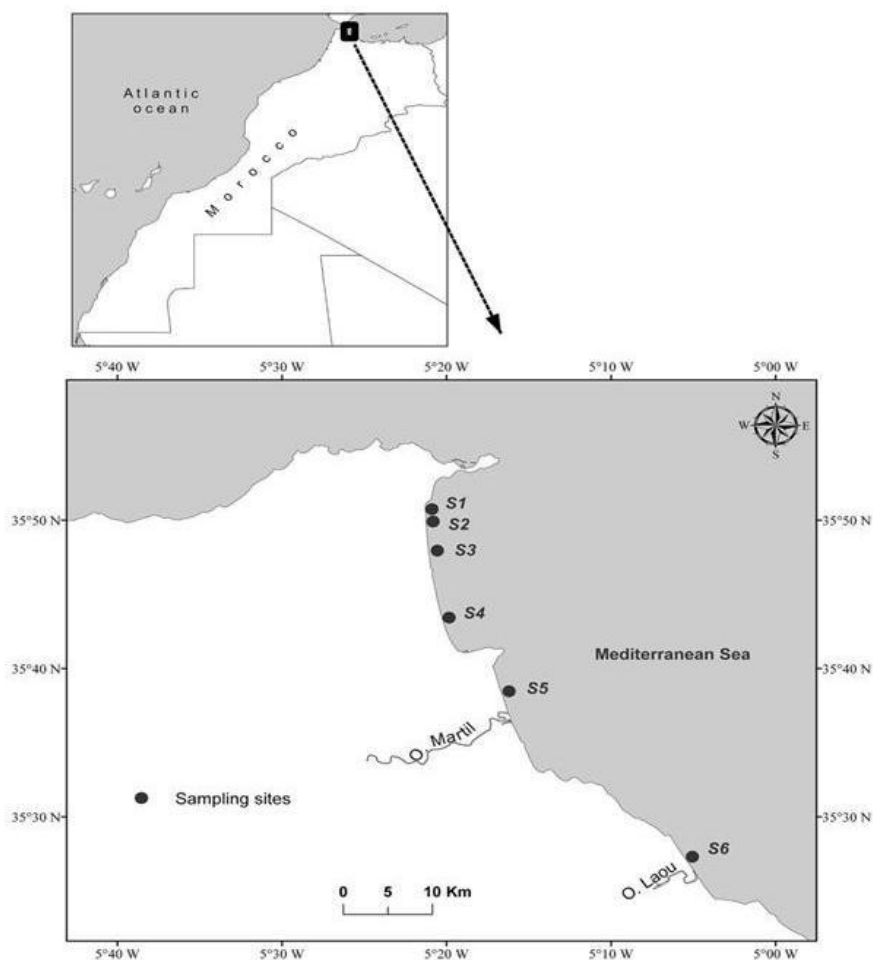 Atlantic
ocean
Morocco
5°40 W 5°30 W 5°20 W 5°10 W 5°00 W
N
W E
S
S1
35°50 N 35°50 N
S2
S3
S4
Mediterranean Sea
35°40 N 35°40 N
S5
O. Martil
Sampling sites
35°30 N 35°30 N
S6
O. Laou
0 5 10 Km
5°40 W 5°30 W 5°20 W 5°10 W 5°00 W